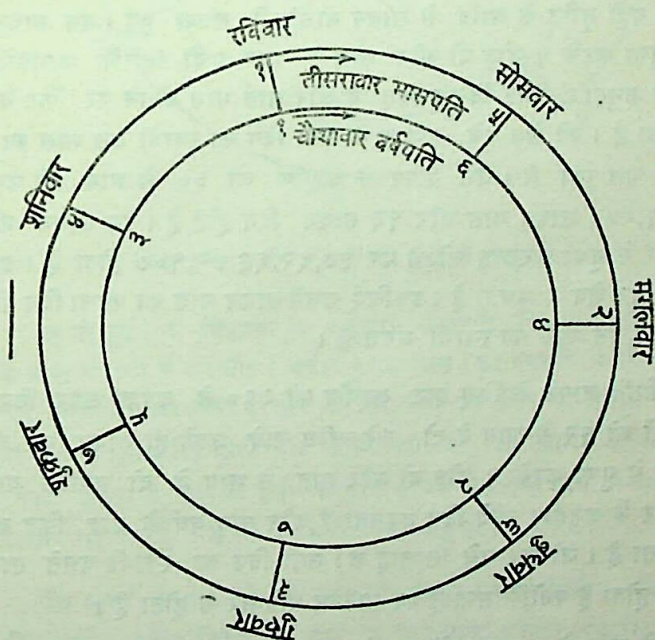 रविवार
१ तीसरावार मासपति ५
१ चौथावार वर्षपति ६
सोमवार
शनिवार
४ ३
४ २
मंगलवार
७ ५
शुक्रवार
२ ६
बुधवार
७
३
गुरुवार